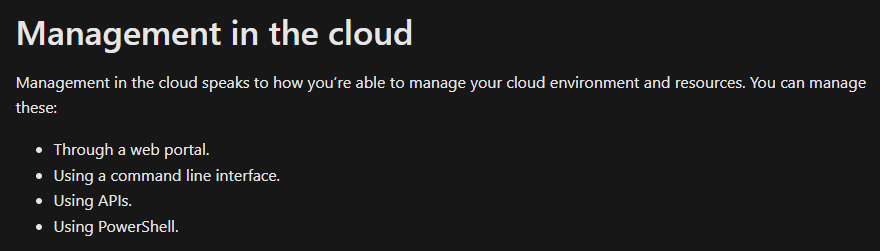 Management in the cloud
Management in the cloud speaks to how you’re able to manage your cloud environment and resources. You can manage
these:
• Through a web portal.
• Using a command line interface.
• Using APIs.
• Using PowerShell.